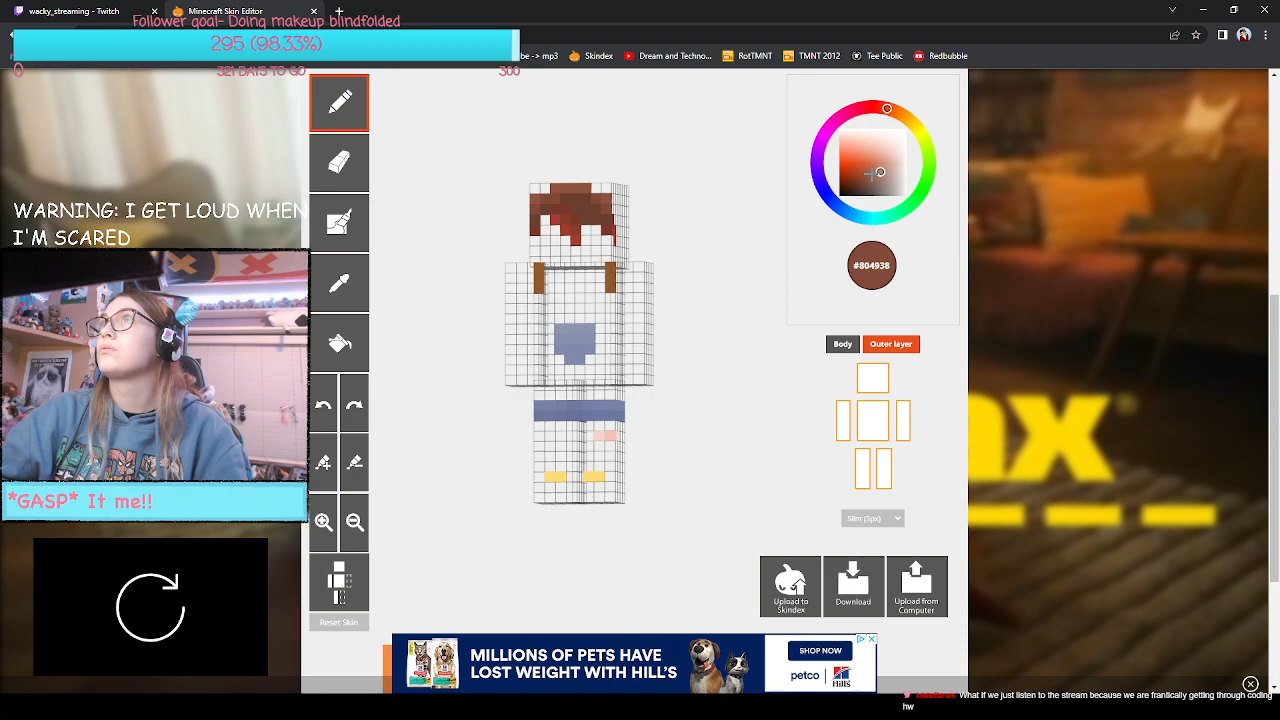 wacky_streaming - Twitch
Minecraft Skin Editor
Follower goal- Doing makeup blindfolded
295 (98.33%)
0
321 DAYS TO GO
300
be -> mp3
Skindex
Dream and Techno...
RotTMNT
TMNT 2012
Tee Public
Redbubble
WARNING: I GET LOUD WHEN
I'M SCARED
*GASP* It me!!
#804938
Body
Outer layer
Slim (3px)
Upload to
Skindex
Download
Upload from
Computer
Reset Skin
MILLIONS OF PETS HAVE
LOST WEIGHT WITH HILL'S
SHOP NOW
petco
Hill's
What if we just listen to the stream because we are frantically getting through coding
hw